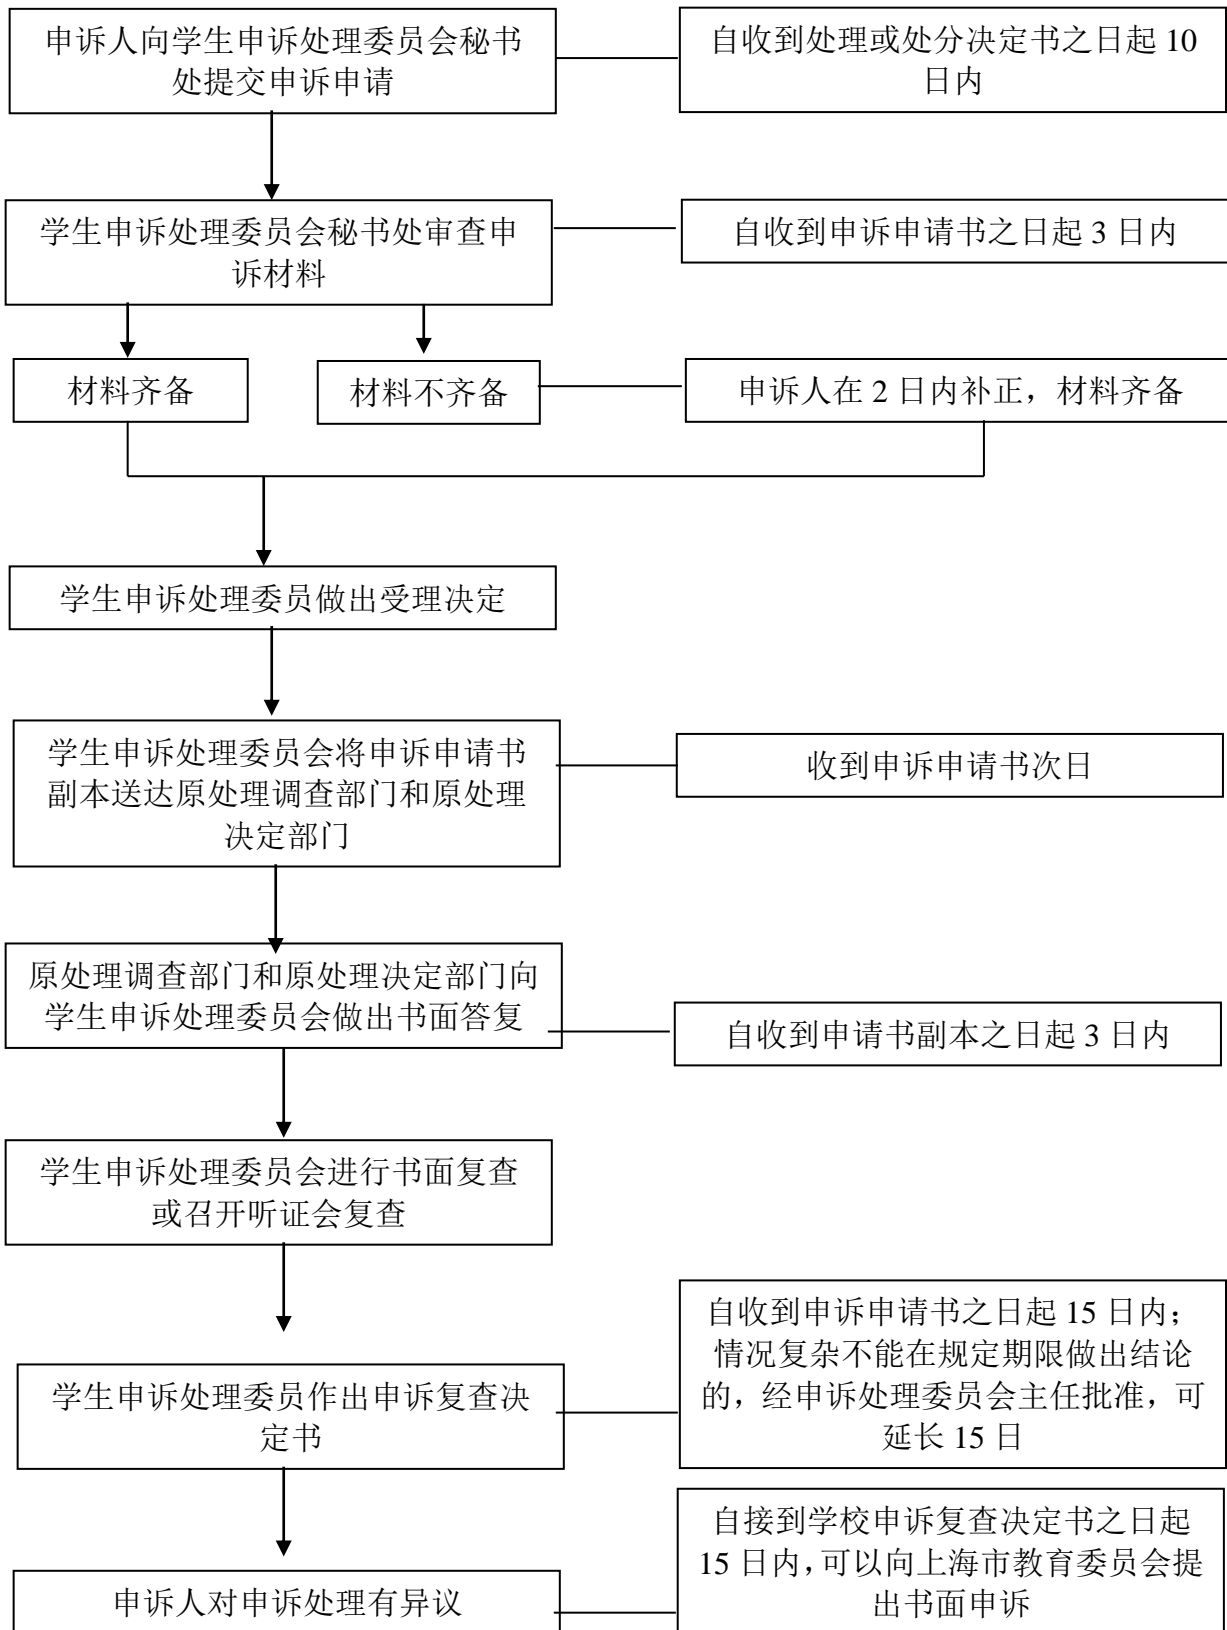 申诉人向学生申诉处理委员会秘书
处提交申诉申请
自收到处理或处分决定书之日起 10
日内
学生申诉处理委员会秘书处审查申
诉材料
自收到申诉申请书之日起 3 日内
材料齐备
材料不齐备
申诉人在 2 日内补正，材料齐备
学生申诉处理委员做出受理决定
学生申诉处理委员会将申诉申请书
副本送达原处理调查部门和原处理
决定部门
收到申诉申请书次日
原处理调查部门和原处理决定部门向
学生申诉处理委员会做出书面答复
自收到申请书副本之日起 3 日内
学生申诉处理委员会进行书面复查
或召开听证会复查
学生申诉处理委员作出申诉复查决
定书
自收到申诉申请书之日起 15 日内；
情况复杂不能在规定期限做出结论
的，经申诉处理委员会主任批准，可
延长 15 日
申诉人对申诉处理有异议
自接到学校申诉复查决定书之日起
15 日内，可以向上海市教育委员会提
出书面申诉